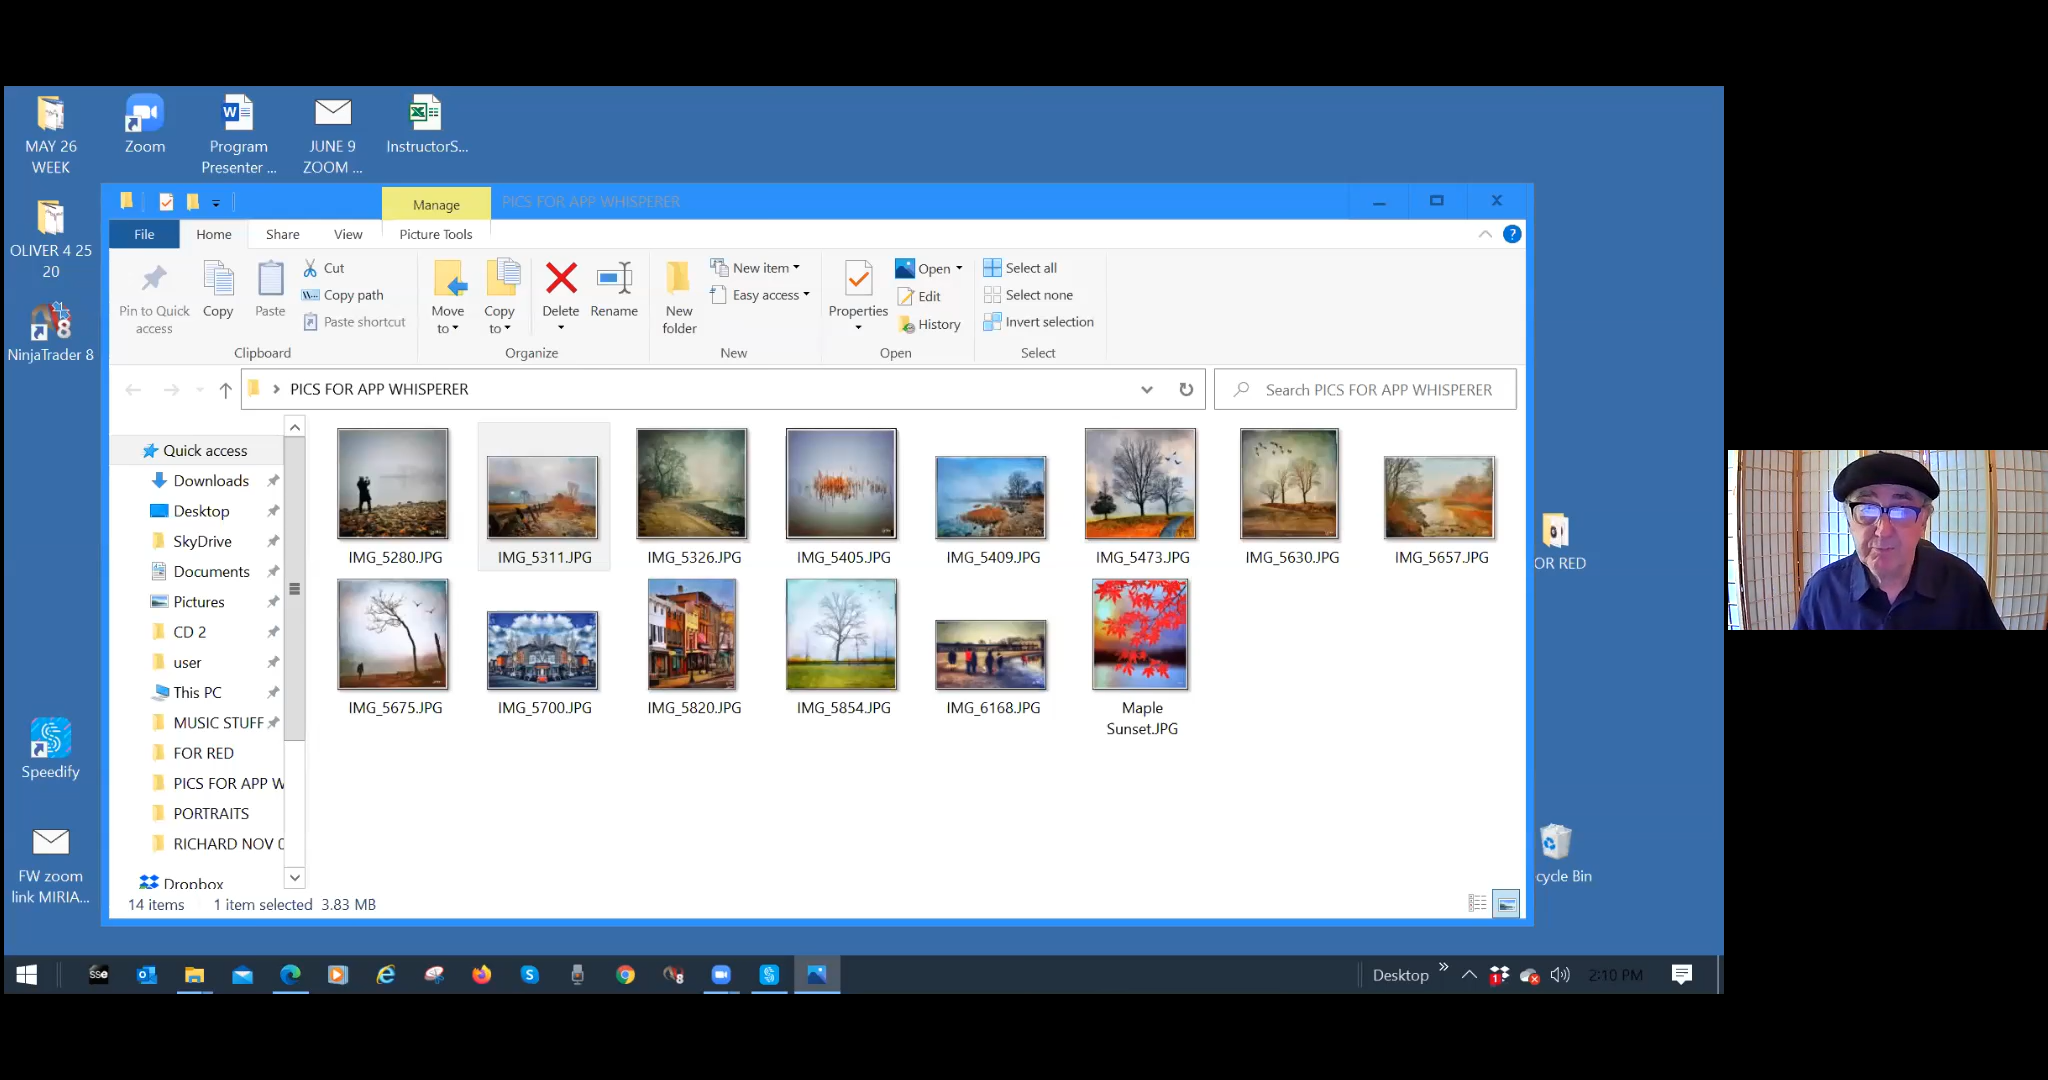 MAY 26
WEEK
Zoom
Program
Presenter ...
JUNE 9
ZOOM ...
InstructorS...
OLIVER 4 25
20
NinjaTrader 8
Speedify
FW zoom
link MIRIA...
Manage
PICS FOR APP WHISPERER
File
Home
Share
View
Picture Tools
Pin to Quick
access
Copy
Paste
Cut
Copy path
Paste shortcut
Clipboard
Move
to
Copy
to
Delete
Rename
Organize
New
folder
New item
Easy access
New
Properties
Open
Edit
History
Open
Select all
Select none
Invert selection
Select
PICS FOR APP WHISPERER
Search PICS FOR APP WHISPERER
Quick access
Downloads
Desktop
SkyDrive
Documents
Pictures
CD 2
user
This PC
MUSIC STUFF
FOR RED
PICS FOR APP W
PORTRAITS
RICHARD NOV 0
Dropbox
IMG_5280.JPG
IMG_5311.JPG
IMG_5326.JPG
IMG_5405.JPG
IMG_5409.JPG
IMG_5473.JPG
IMG_5630.JPG
IMG_5657.JPG
IMG_5675.JPG
IMG_5700.JPG
IMG_5820.JPG
IMG_5854.JPG
IMG_6168.JPG
Maple
Sunset.JPG
14 items
1 item selected 3.83 MB
OR RED
cycle Bin
SSE
Desktop
2:10 PM